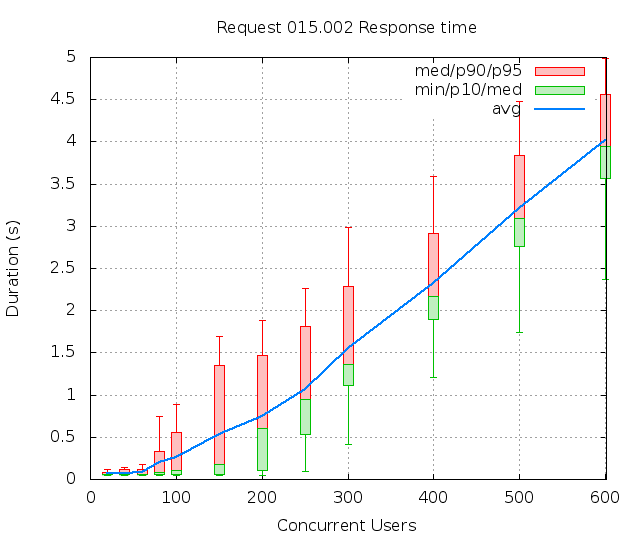 Request 015.002 Response time
5
4.5
4
3.5
3
2.5
2
1.5
1
0.5
0
Duration (s)
med/p90/p95
min/p10/med
avg
0 100 200 300 400 500 600
Concurrent Users